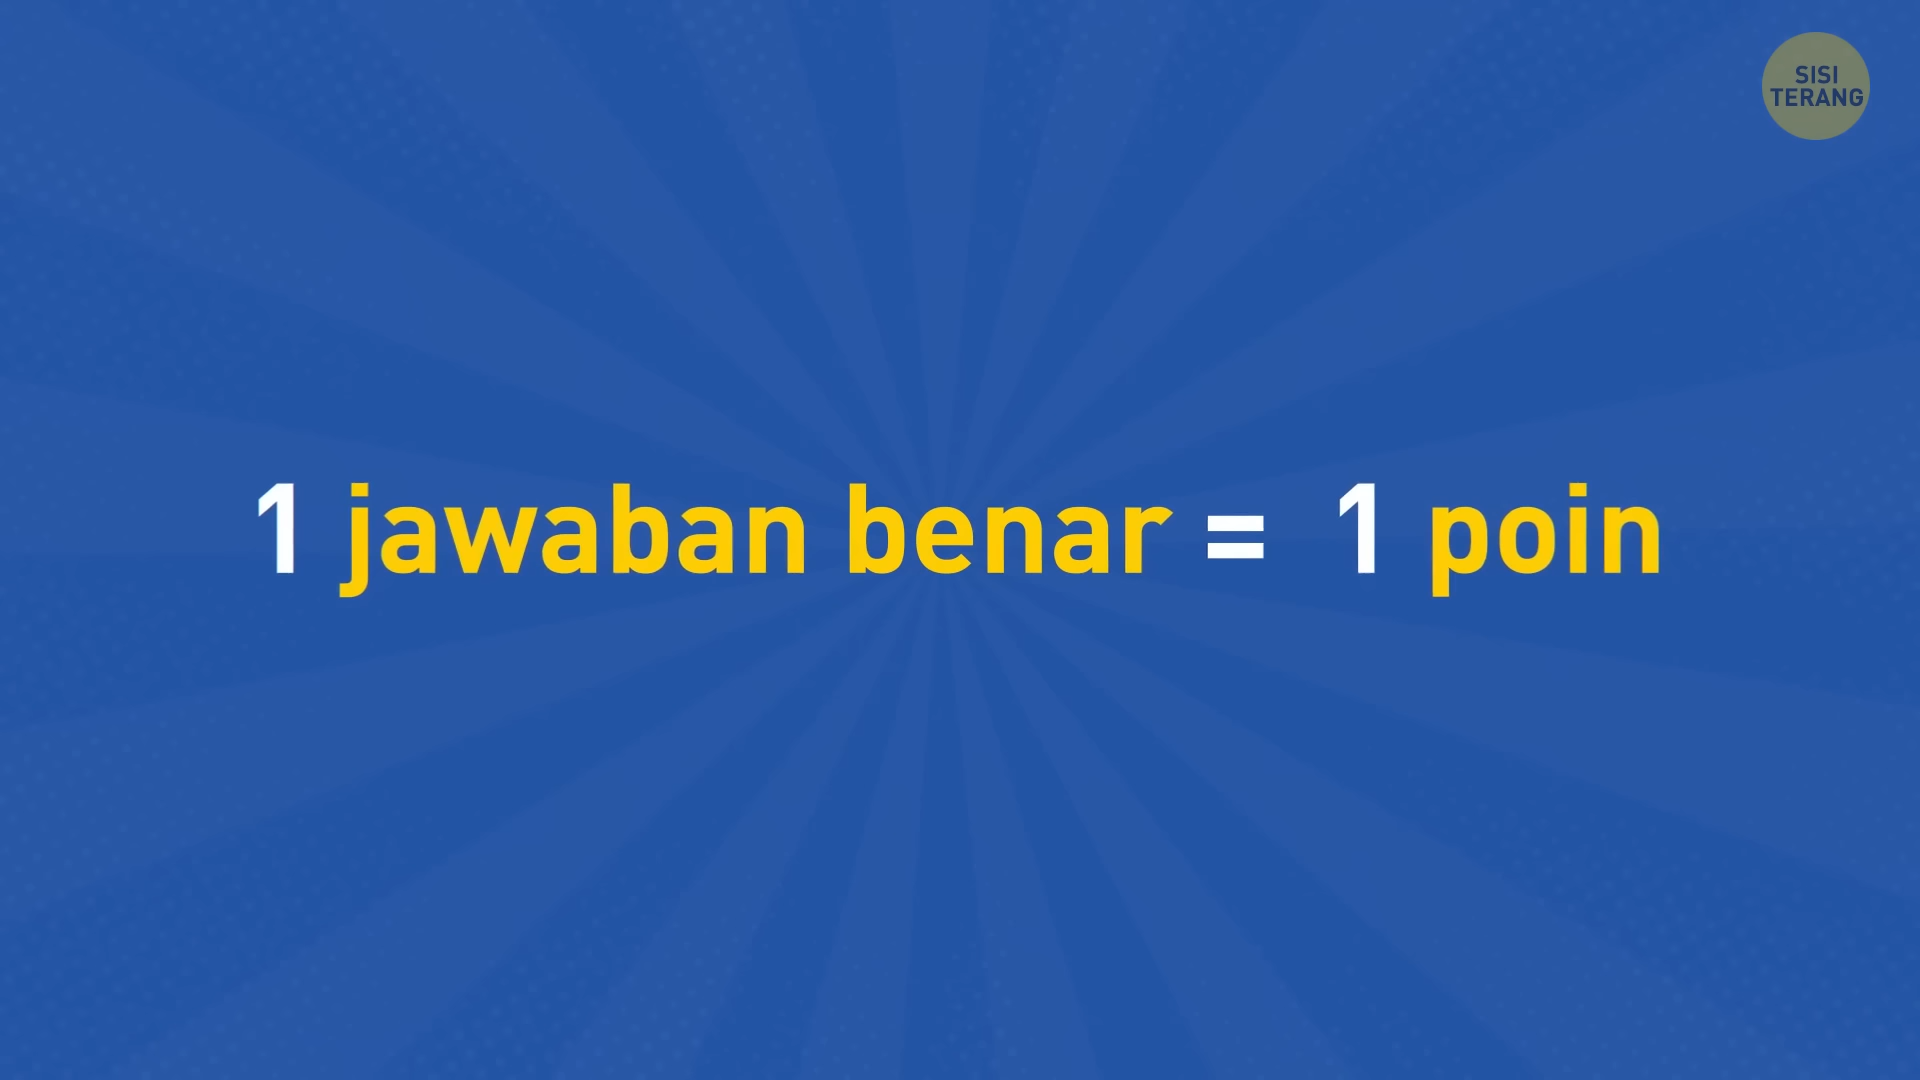 SISI
TERANG
1 jawaban benar = 1 poin